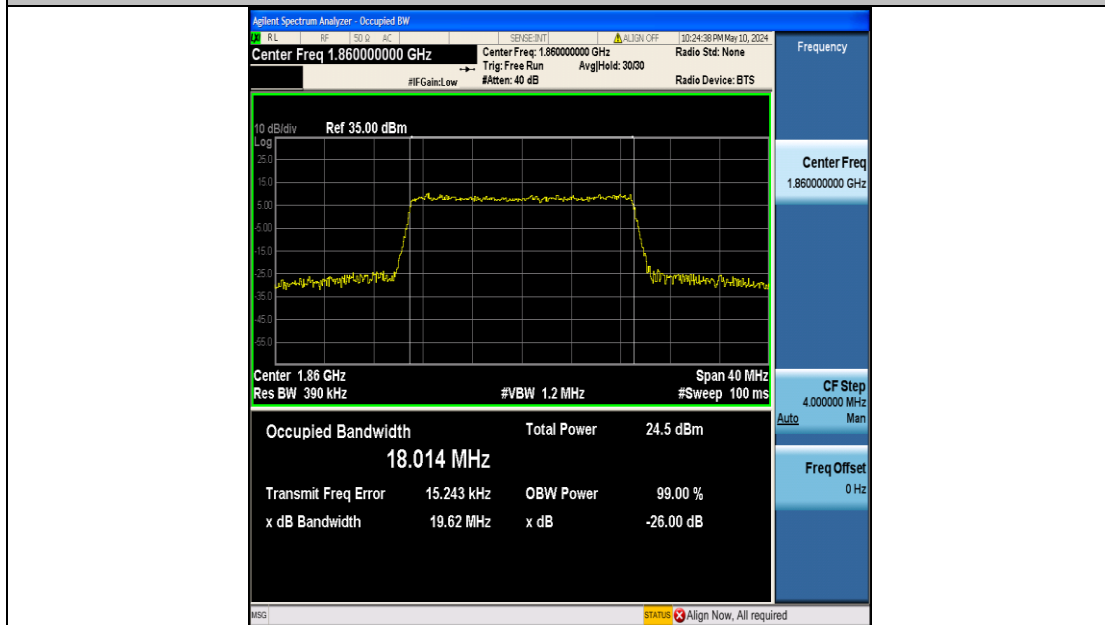 Agilent Spectrum Analyzer - Occupied BW
RL RF 50 Ω AC SENSE:INT ALIGN OFF 10:24:38 PM May 10, 2024
Center Freq 1.860000000 GHz
Center Freq: 1.860000000 GHz
Radio Std: None
Trig: Free Run Avg|Hold: 30/30
#IFGain:Low
#Atten: 40 dB
Radio Device: BTS
10 dB/div Ref 35.00 dBm
Log
25.0
15.0
5.00
-5.00
-15.0
-25.0
-35.0
-45.0
-55.0
Center 1.86 GHz Span 40 MHz
Res BW 390 kHz #VBW 1.2 MHz #Sweep 100 ms
Occupied Bandwidth Total Power 24.5 dBm
18.014 MHz
Transmit Freq Error 15.243 kHz OBW Power 99.00 %
x dB Bandwidth 19.62 MHz x dB -26.00 dB
MSG STATUS Align Now, All required
Frequency
Center Freq
1.860000000 GHz
CF Step
4.000000 MHz
Auto Man
Freq Offset
0 Hz